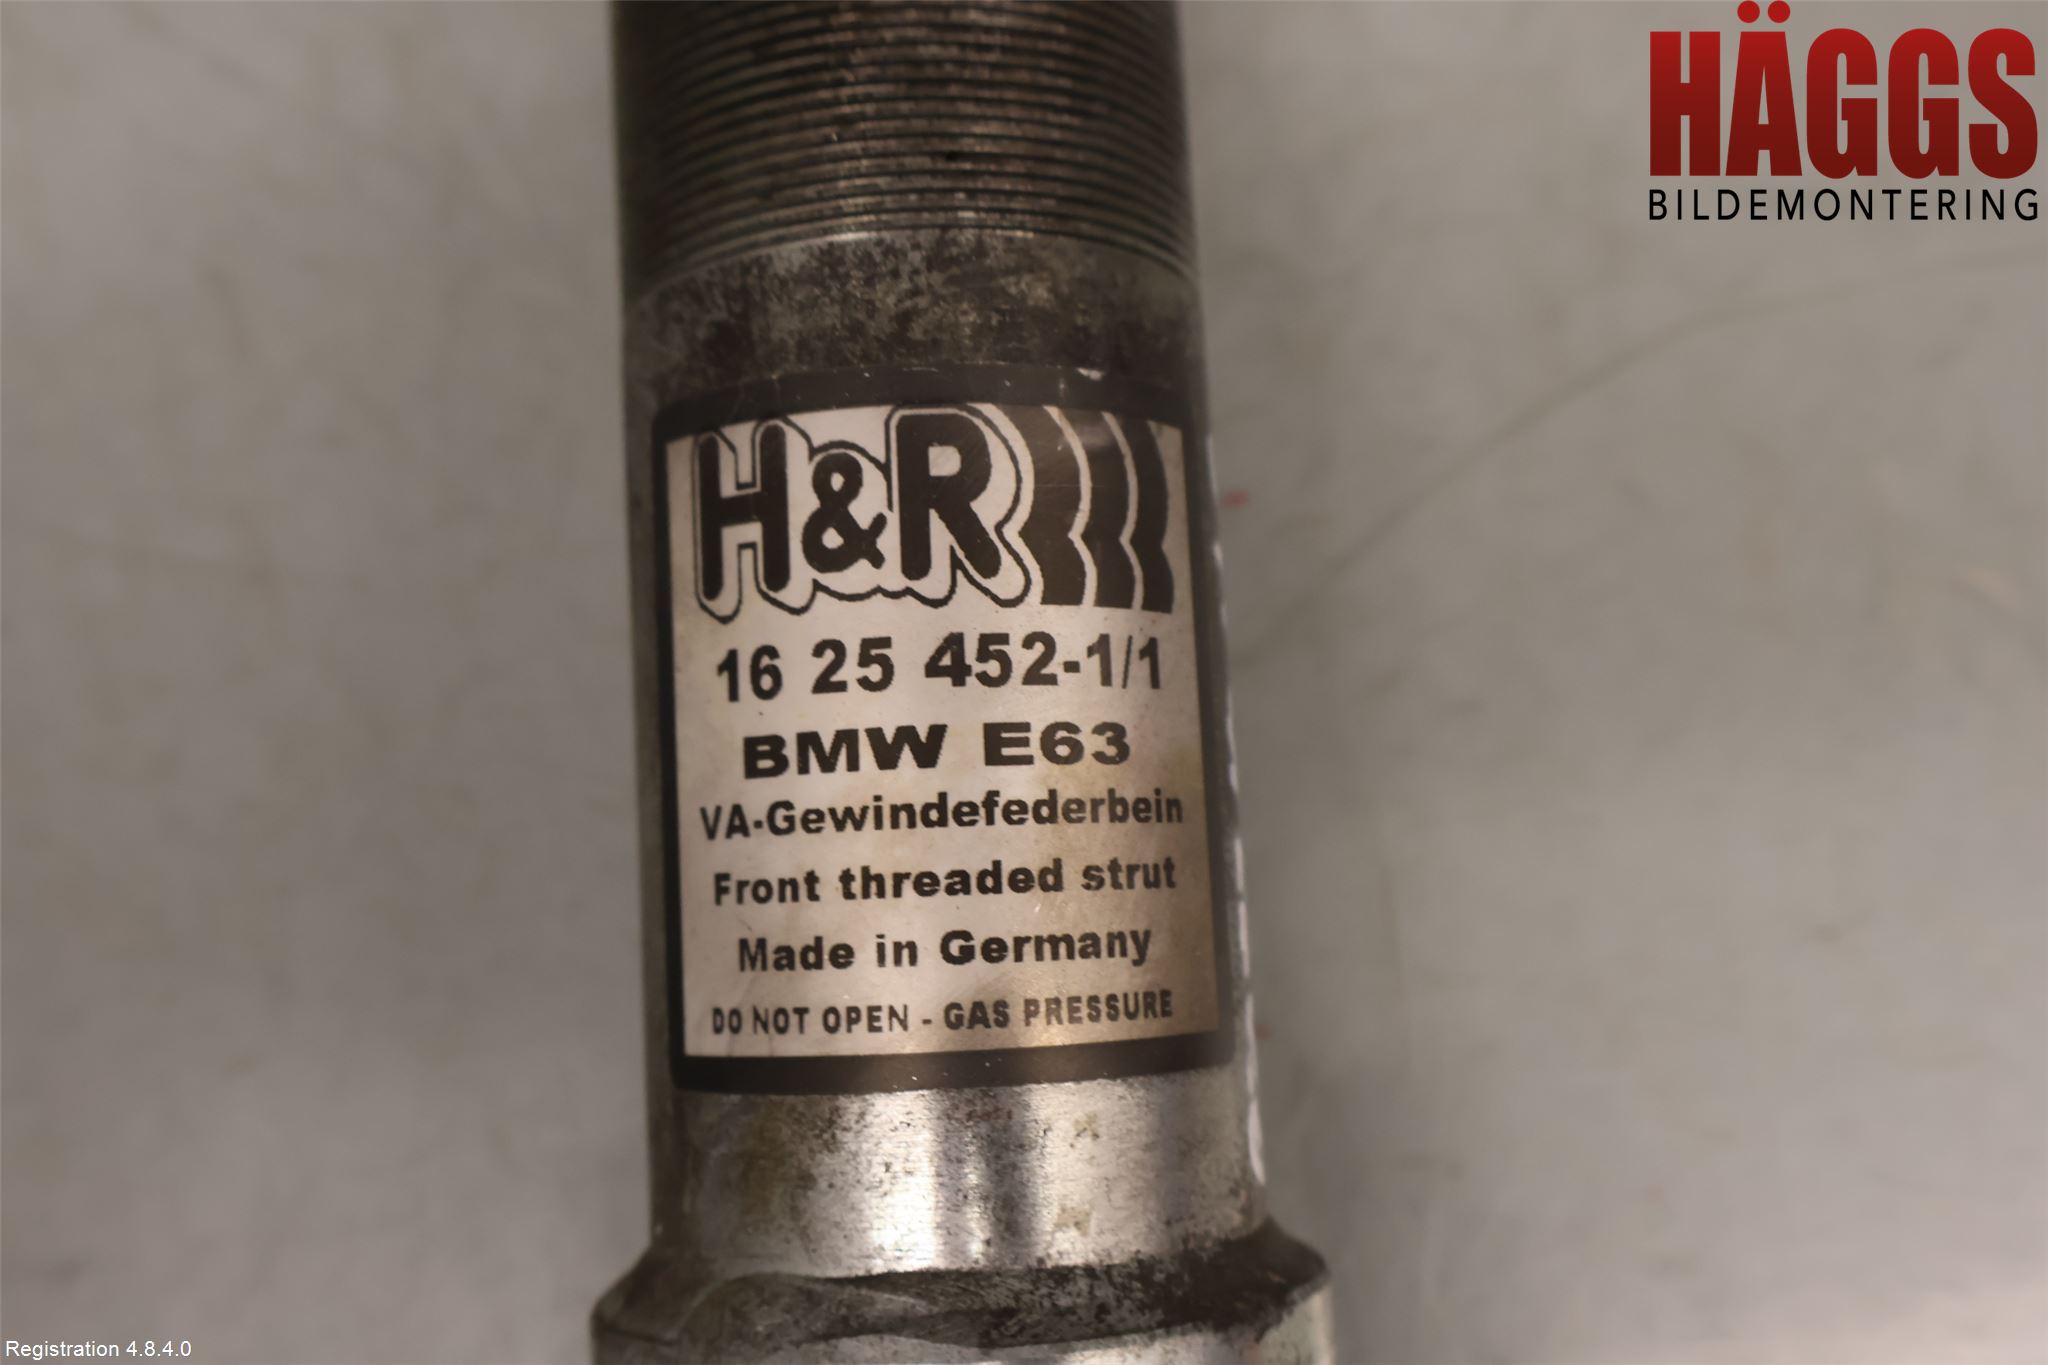 HÄGGS
BILDEMONTERING
H&R
16 25 452-1/1
BMW E63
VA-Gewindefederbein
Front threaded strut
Made in Germany
DO NOT OPEN - GAS PRESSURE
Registration 4.8.4.0